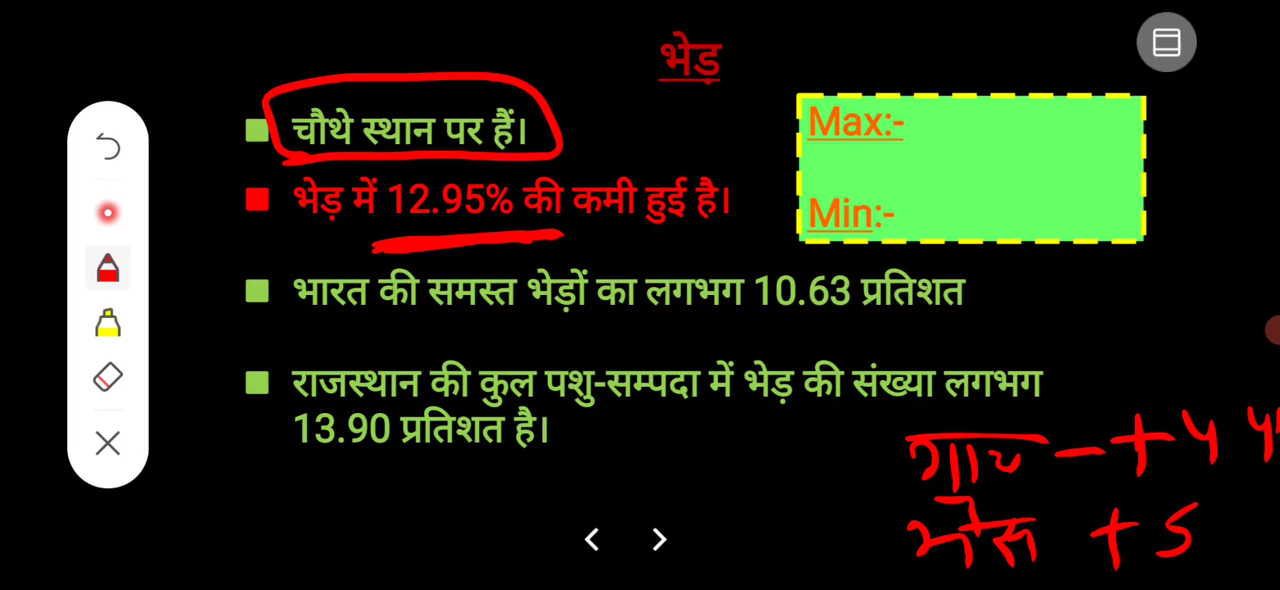 भेड़
चौथे स्थान पर हैं।
भेड़ में 12.95% की कमी हुई है।
भारत की समस्त भेड़ों का लगभग 10.63 प्रतिशत
राजस्थान की कुल पशु-सम्पदा में भेड़ की संख्या लगभग
13.90 प्रतिशत है।
Max:-
Min:-
गाय - + 4
भैंस + 5